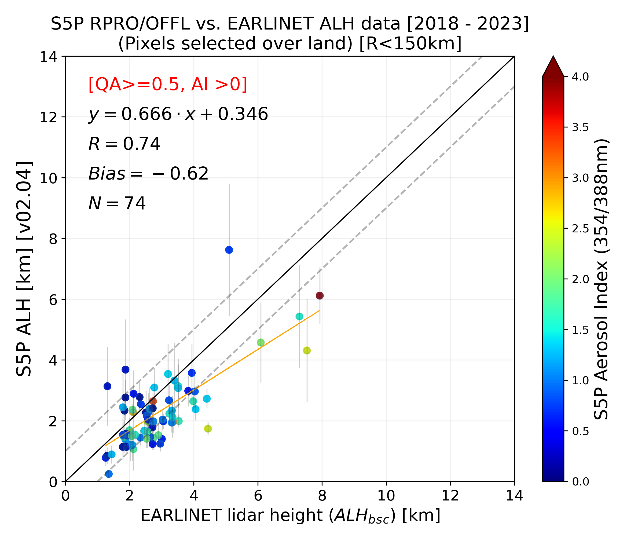 S5P RPRO/OFFL vs. EARLINET ALH data [2018 - 2023]
(Pixels selected over land) [R<150km]
[QA>=0.5, AI >0]
y = 0.666 · x + 0.346
R = 0.74
Bias = − 0.62
N = 74
S5P ALH [km] [v02.04]
14
12
10
8
6
4
2
0
0 2 4 6 8 10 12 14
EARLINET lidar height (ALH_bsc) [km]
4.0
3.5
3.0
2.5
2.0
1.5
1.0
0.5
0.0
S5P Aerosol Index (354/388nm)